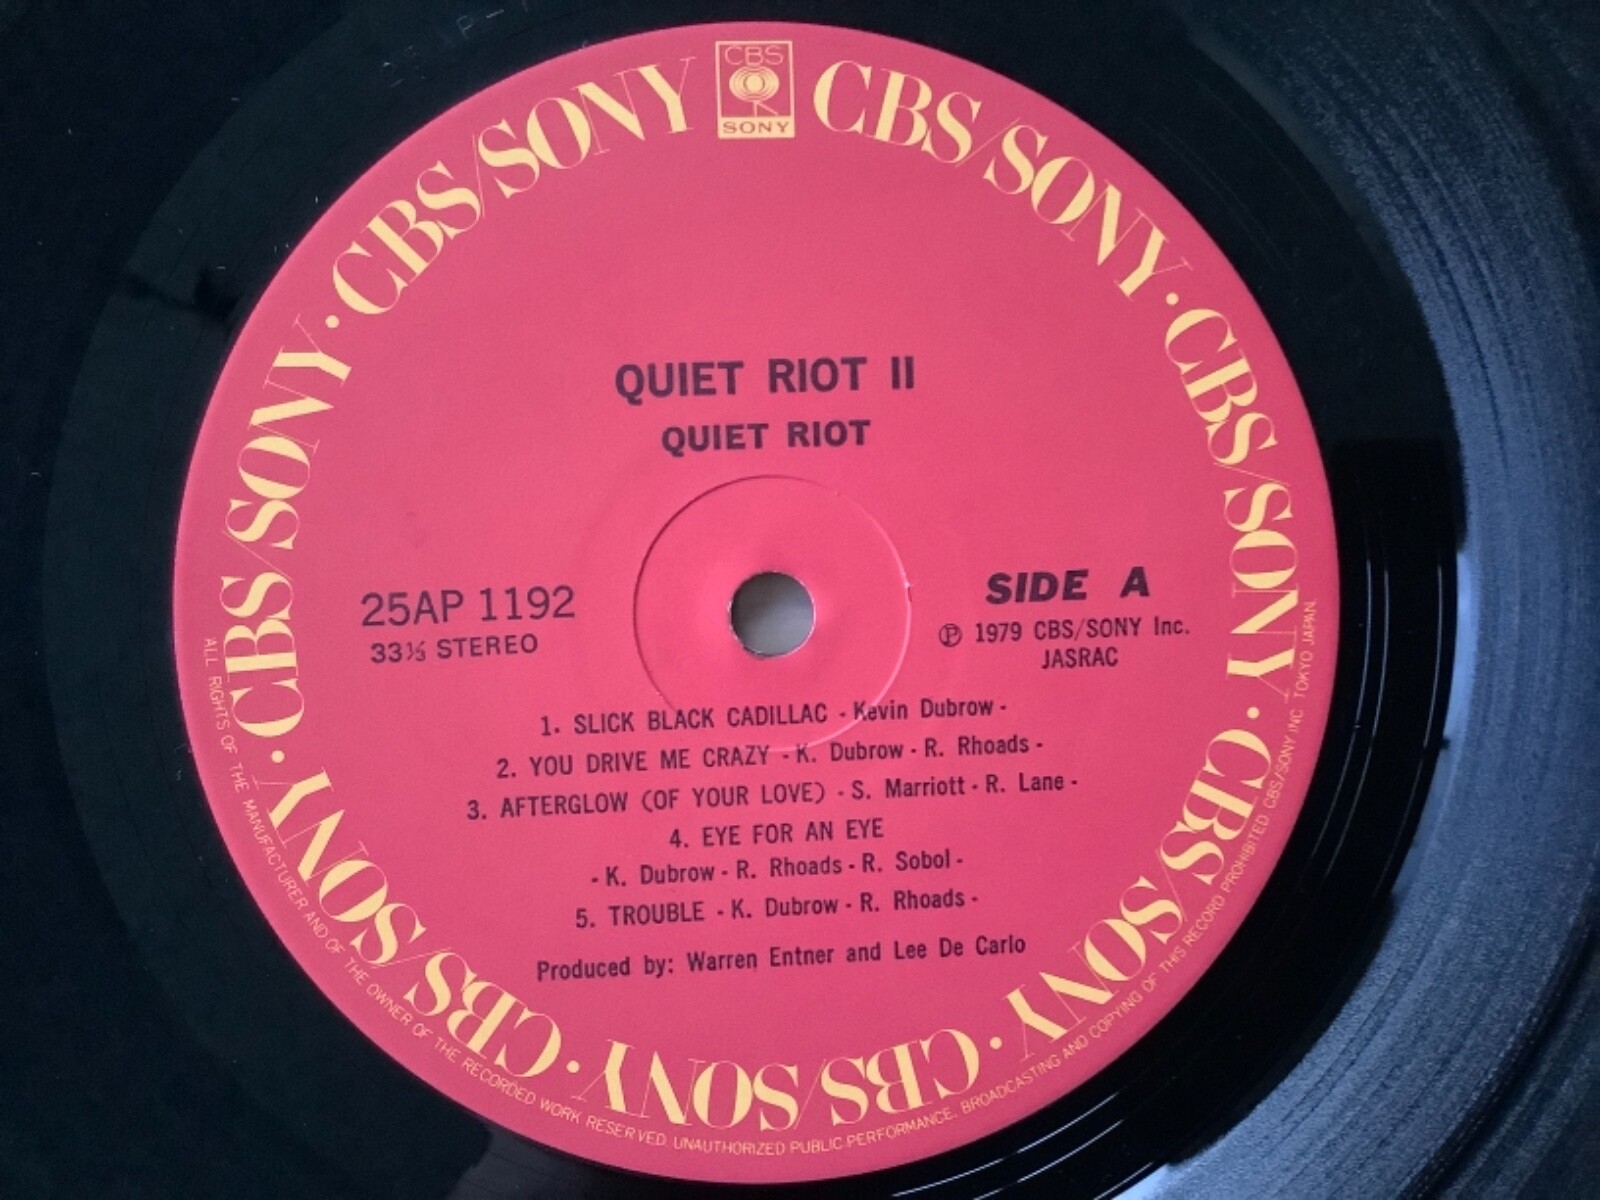 CBS
SONY
CBS/SONY · CBS/SONY · CBS/SONY · CBS/SONY · CBS/SONY · CBS/SONY · CBS/SONY · CBS/SONY
QUIET RIOT II
QUIET RIOT
25AP 1192
33⅓ STEREO
SIDE A
Ⓟ 1979 CBS/SONY Inc.
JASRAC
1. SLICK BLACK CADILLAC - Kevin Dubrow -
2. YOU DRIVE ME CRAZY - K. Dubrow - R. Rhoads -
3. AFTERGLOW (OF YOUR LOVE) - S. Marriott - R. Lane -
4. EYE FOR AN EYE
- K. Dubrow - R. Rhoads - R. Sobol -
5. TROUBLE - K. Dubrow - R. Rhoads -
Produced by: Warren Entner and Lee De Carlo
ALL RIGHTS OF THE MANUFACTURER AND OF THE OWNER OF THE RECORDED WORK RESERVED. UNAUTHORIZED PUBLIC PERFORMANCE, BROADCASTING AND COPYING OF THIS RECORD PROHIBITED CBS/SONY INC. TOKYO JAPAN.